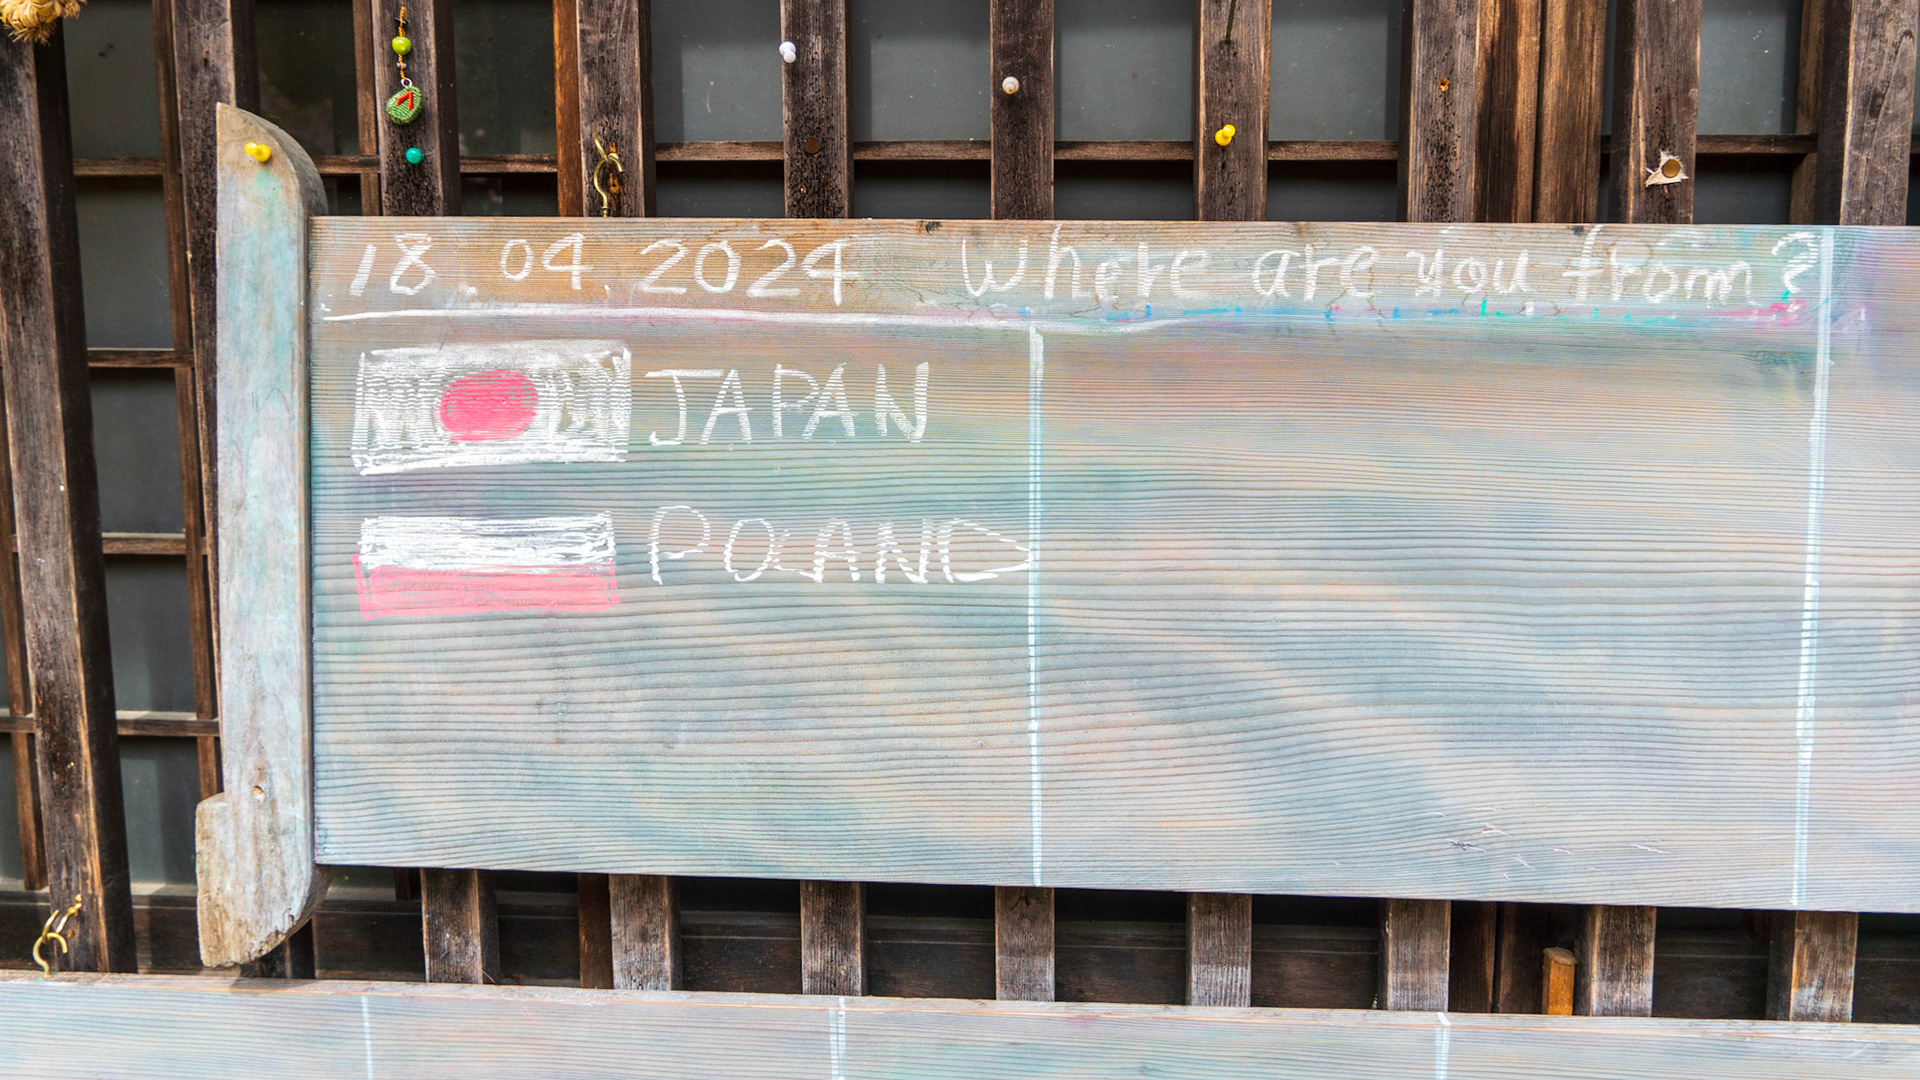 18.04.2024 Where are you from?
JAPAN
POLAND